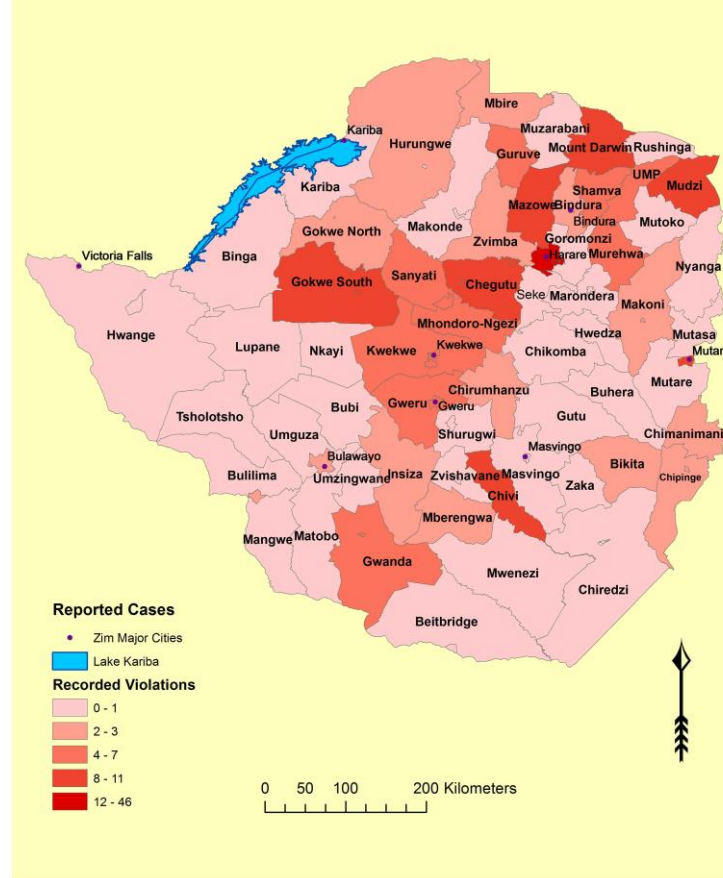 Mbire
Kariba
Muzarabani
Hurungwe
Mount Darwin
Rushinga
Guruve
UMP
Kariba
Shamva
Mudzi
Mazowe
Bindura
Bindura
Makonde
Mutoko
Gokwe North
Zvimba
Goromonzi
Victoria Falls
Binga
Harare
Murehwa
Nyanga
Gokwe South
Sanyati
Chegutu
Seke
Marondera
Makoni
Mhondoro-Ngezi
Hwange
Hwedza
Mutasa
Lupane
Nkayi
Kwekwe
Kwekwe
Chikomba
Mutar
Mutare
Chirumhanzu
Buhera
Tsholotsho
Bubi
Gweru
Gweru
Gutu
Umguza
Shurugwi
Chimanimani
Bulawayo
Masvingo
Bulilima
Umzingwane
Insiza
Zvishavane
Masvingo
Bikita
Zaka
Chipinge
Chivi
Mberengwa
Mangwe
Matobo
Gwanda
Mwenezi
Chiredzi
Beitbridge
Reported Cases
Zim Major Cities
Lake Kariba
Recorded Violations
0 - 1
2 - 3
4 - 7
8 - 11
12 - 46
0 50 100 200 Kilometers